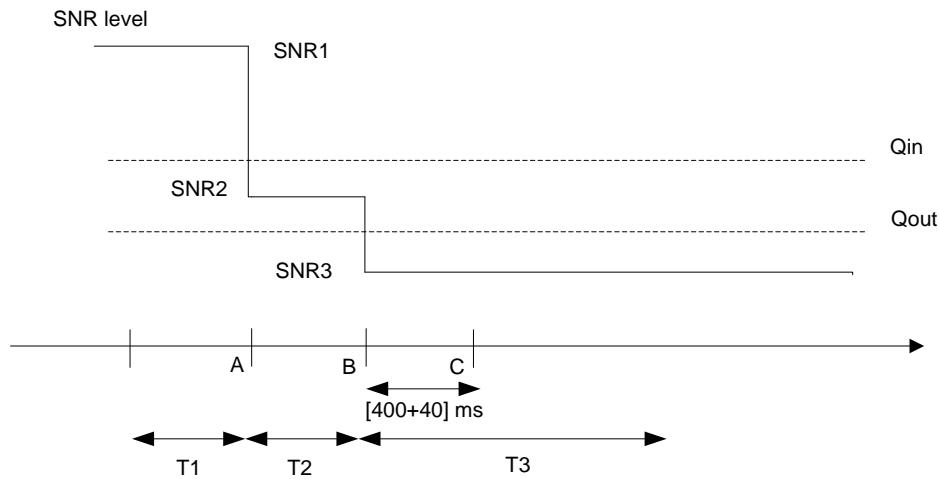 SNR level
SNR1
Qin
SNR2
Qout
SNR3
A
B
C
[400+40] ms
T1
T2
T3